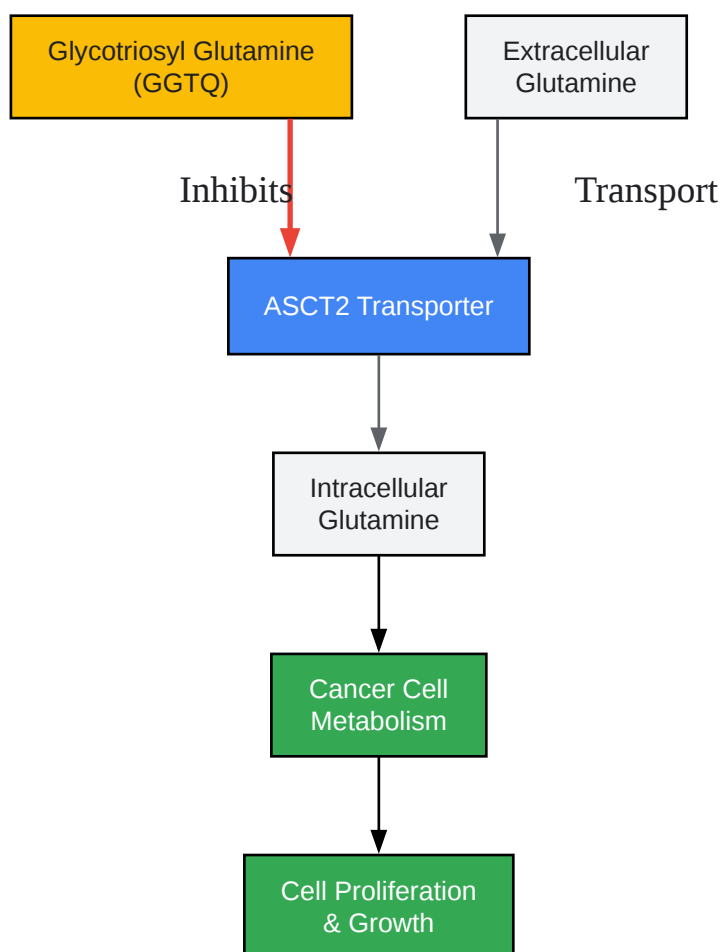 Glycotriosyl Glutamine
(GGTQ)
Extracellular
Glutamine
Inhibits
Transport
ASCT2 Transporter
Intracellular
Glutamine
Cancer Cell
Metabolism
Cell Proliferation
& Growth